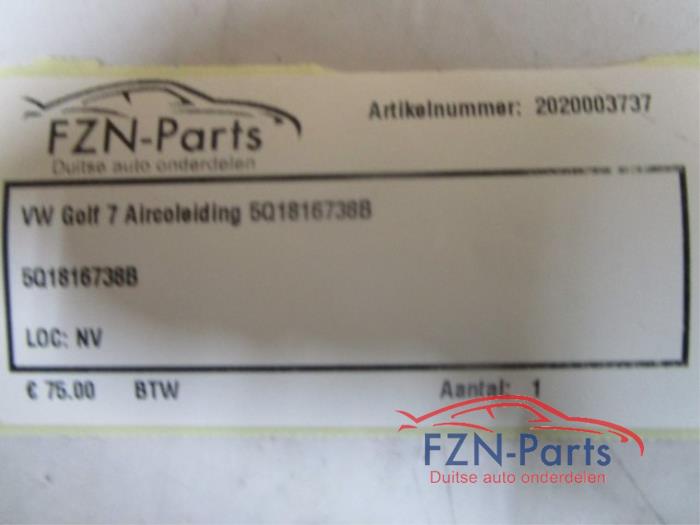 FZN-Parts
Duitse auto onderdelen
Artikelnummer: 2020003737
VW Golf 7 Aircoleiding 5Q1816738B
5Q1816738B
LOC: NV
€ 75.00 BTW Aantal: 1
FZN-Parts
Duitse auto onderdelen